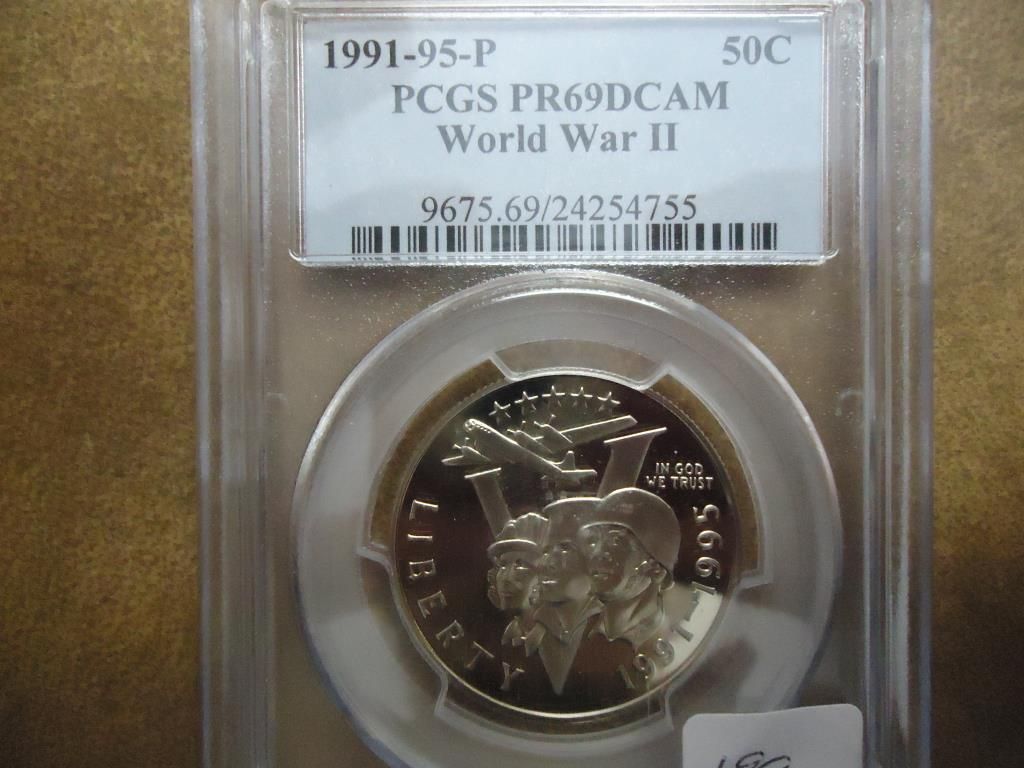 1991-95-P 50C
PCGS PR69DCAM
World War II
9675.69/24254755
IN GOD
WE TRUST
LIBERTY
1991-1995